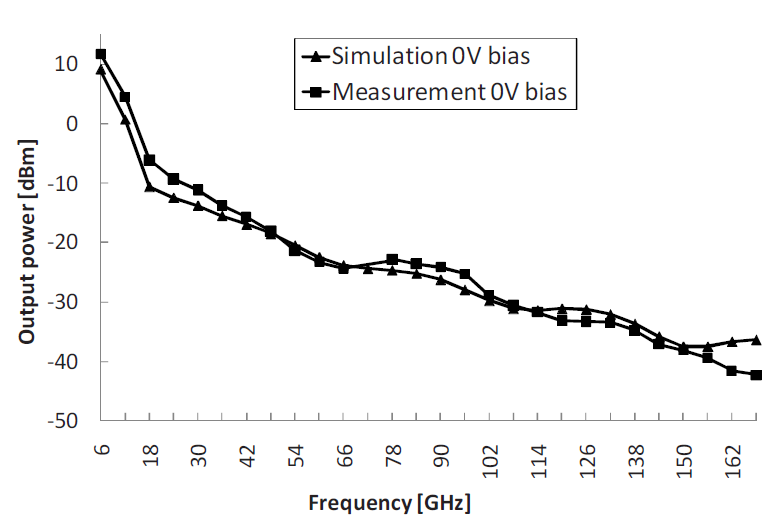 Simulation 0V bias
Measurement 0V bias
Output power [dBm]
10
0
-10
-20
-30
-40
-50
6 18 30 42 54 66 78 90 102 114 126 138 150 162
Frequency [GHz]